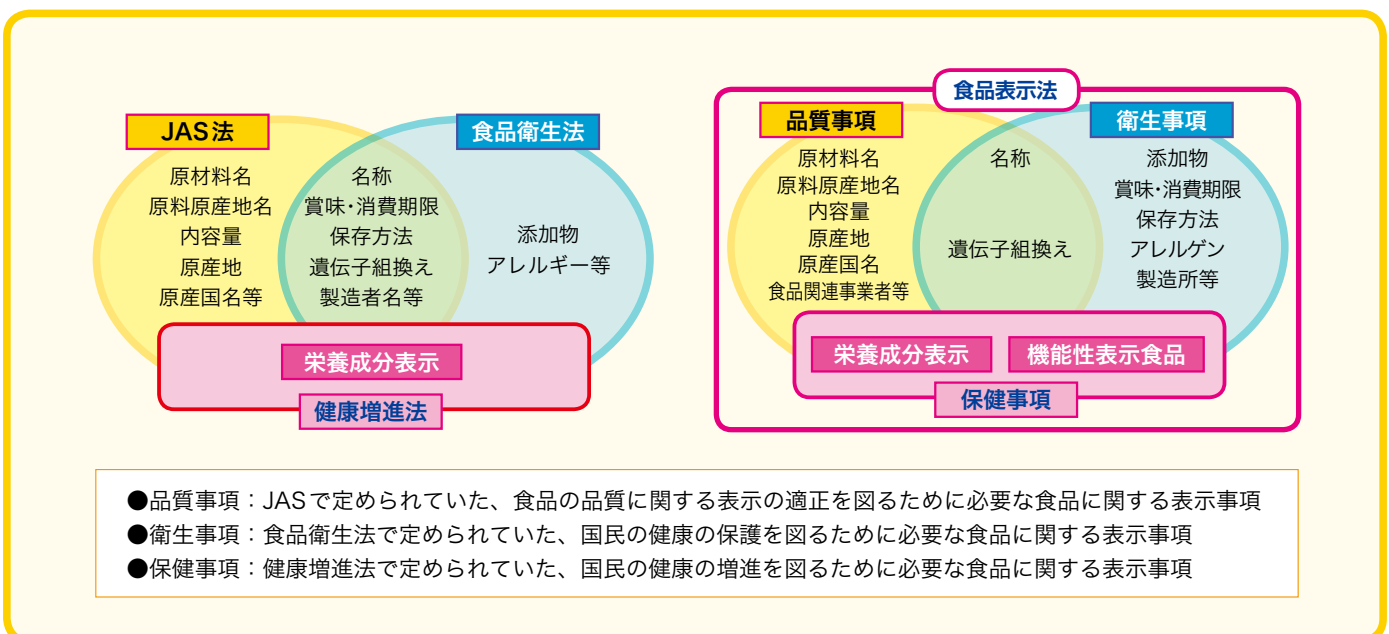 JAS法
原材料名
原料原産地名
内容量
原産地
原産国名等
名称
賞味・消費期限
保存方法
遺伝子組換え
製造者名等
食品衛生法
添加物
アレルギー等
栄養成分表示
健康増進法
食品表示法
品質事項
原材料名
原料原産地名
内容量
原産地
原産国名
食品関連事業者等
名称
遺伝子組換え
衛生事項
添加物
賞味・消費期限
保存方法
アレルゲン
製造所等
栄養成分表示
機能性表示食品
保健事項
●品質事項：JASで定められていた、食品の品質に関する表示の適正を図るために必要な食品に関する表示事項
●衛生事項：食品衛生法で定められていた、国民の健康の保護を図るために必要な食品に関する表示事項
●保健事項：健康増進法で定められていた、国民の健康の増進を図るために必要な食品に関する表示事項